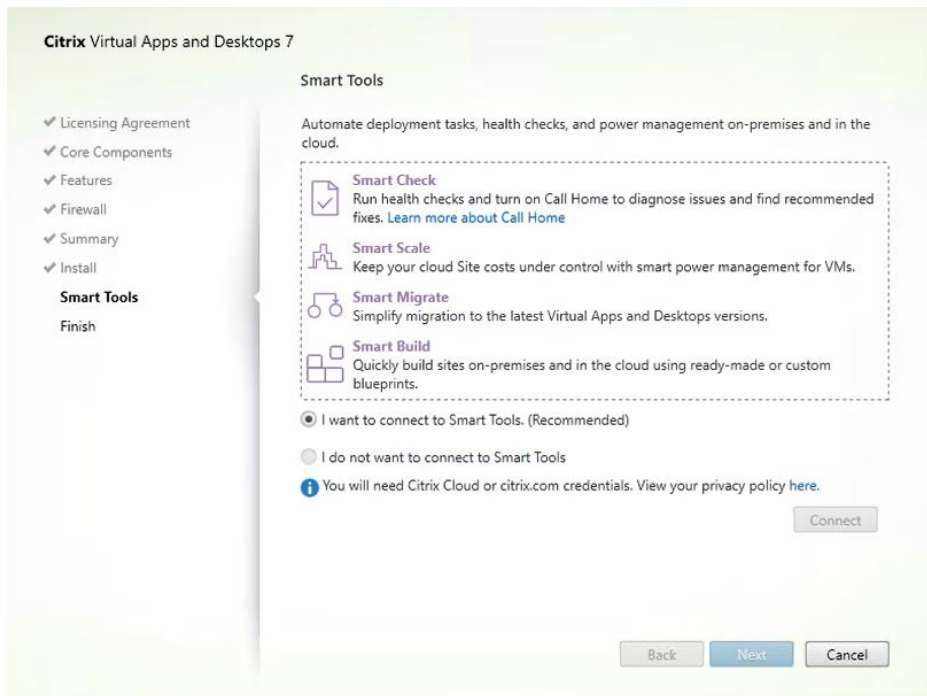 Citrix Virtual Apps and Desktops 7
Smart Tools
Licensing Agreement
Core Components
Features
Firewall
Summary
Install
Smart Tools
Finish
Automate deployment tasks, health checks, and power management on-premises and in the
cloud.
Smart Check
Run health checks and turn on Call Home to diagnose issues and find recommended
fixes. Learn more about Call Home
Smart Scale
Keep your cloud Site costs under control with smart power management for VMs.
Smart Migrate
Simplify migration to the latest Virtual Apps and Desktops versions.
Smart Build
Quickly build sites on-premises and in the cloud using ready-made or custom
blueprints.
I want to connect to Smart Tools. (Recommended)
I do not want to connect to Smart Tools
You will need Citrix Cloud or citrix.com credentials. View your privacy policy here.
Connect
Back Next Cancel